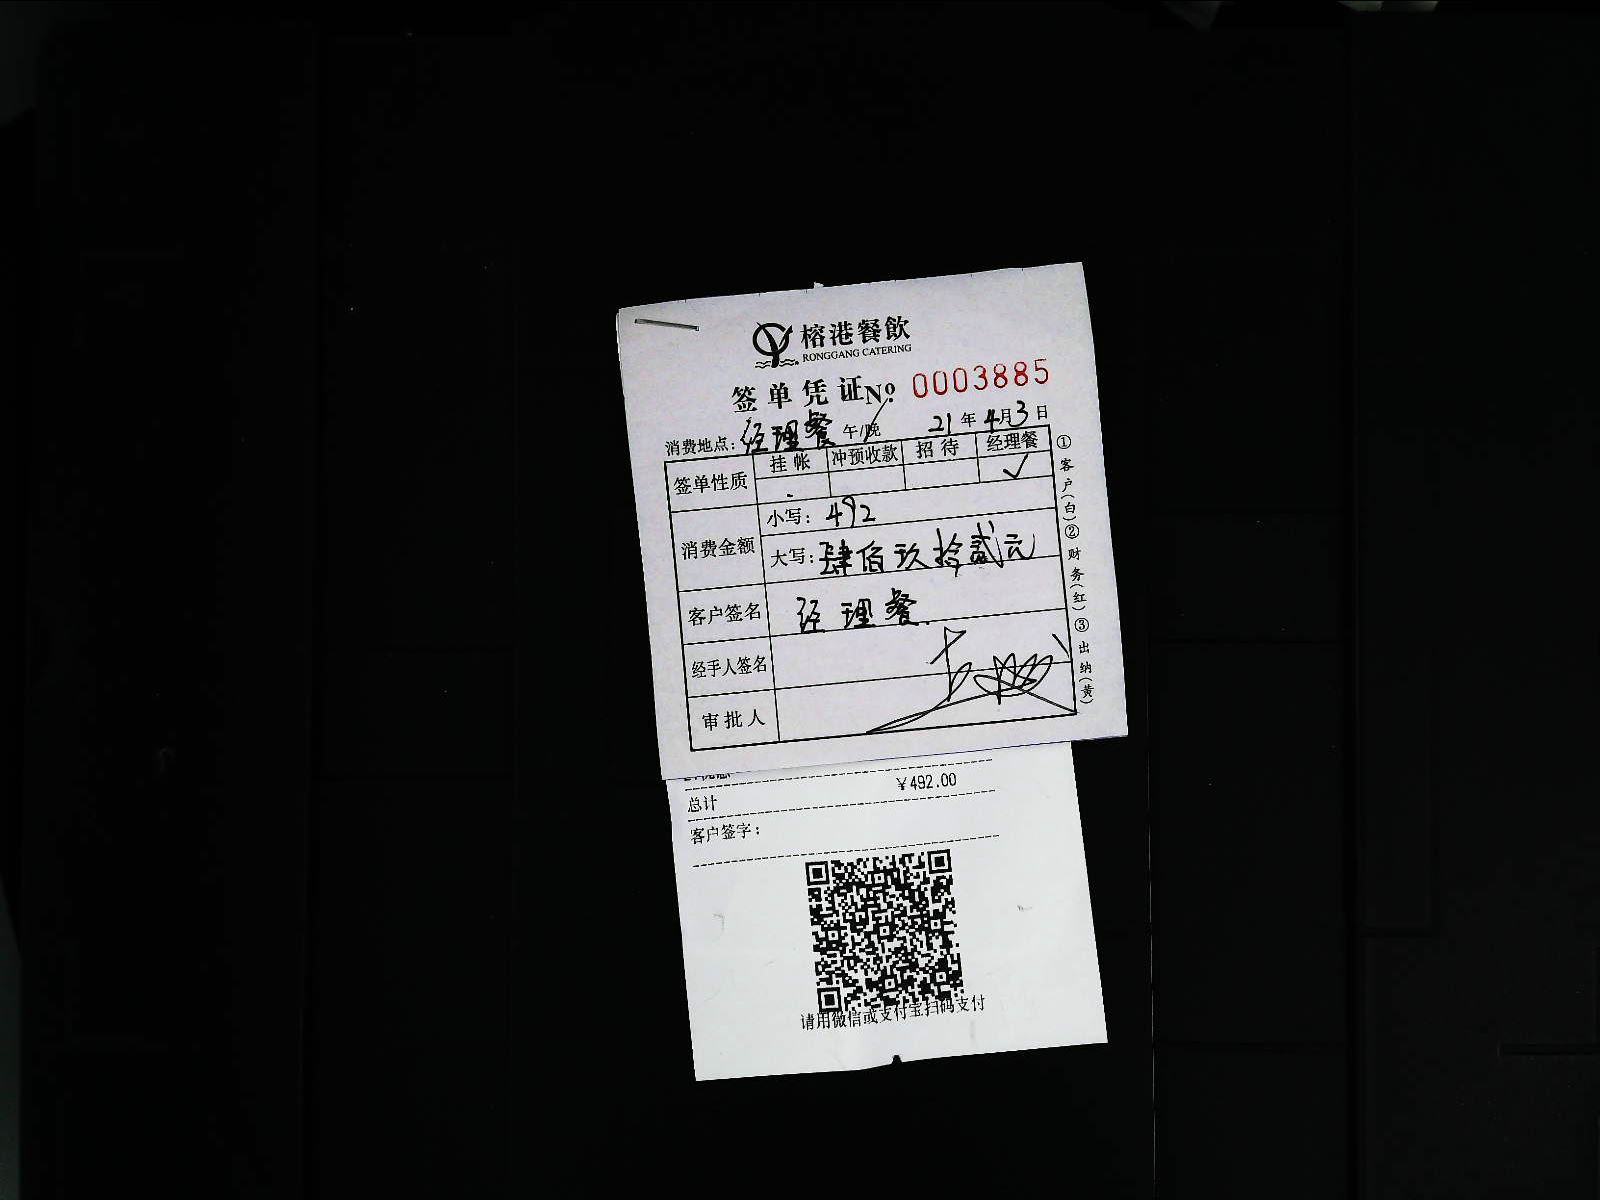 榕港餐飲
RONGGANG CATERING
签单凭证 Nº 0003885
消费地点: 经理餐 午/晚 21年4月3日
签单性质 挂帐 冲预收款 招待 经理餐
✓
消费金额 小写: 492
大写: 肆佰玖拾贰元
客户签名 经理餐
经手人签名
审批人
①客户(白)②财务(红)③出纳(黄)
总计 ¥492.00
客户签字:
请用微信或支付宝扫码支付